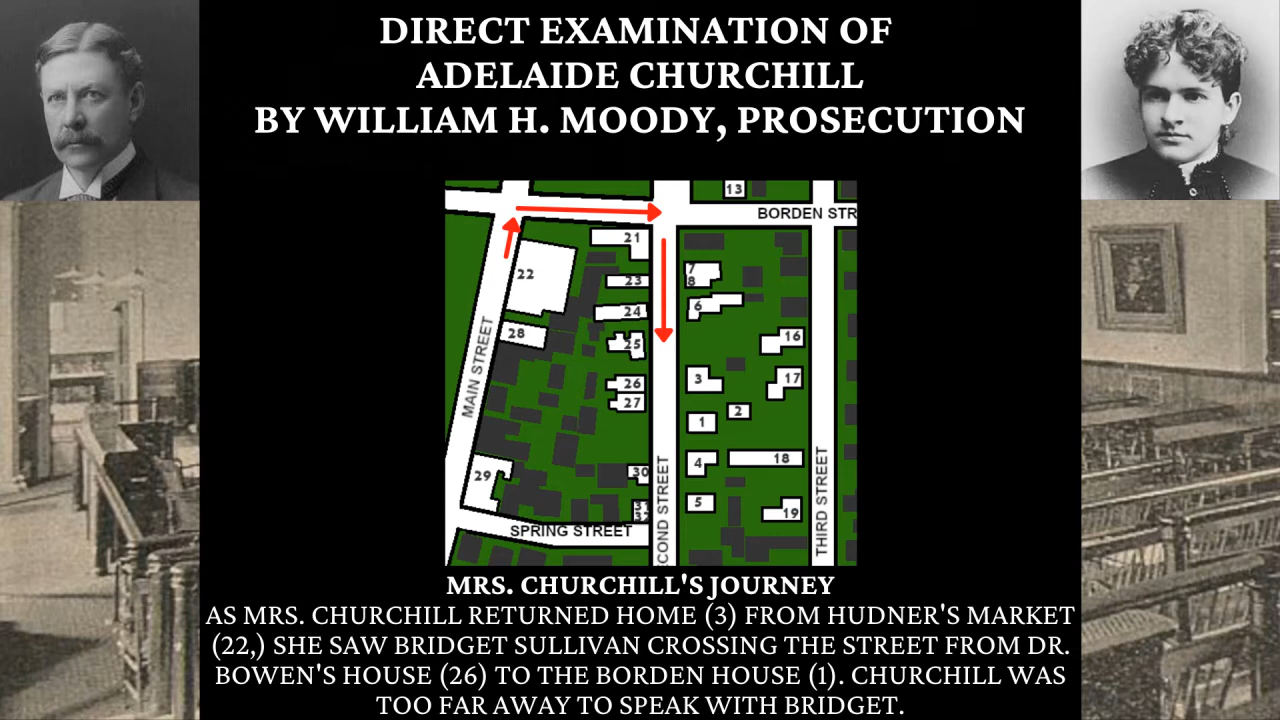 DIRECT EXAMINATION OF
ADELAIDE CHURCHILL
BY WILLIAM H. MOODY, PROSECUTION
13
BORDEN STR
21
22
7
23
8
6
24
28
16
25
MAIN STREET
3
17
26
27
2
1
4
18
29
30
5
31
32
19
SPRING STREET
COND STREET
THIRD STREET
MRS. CHURCHILL'S JOURNEY
AS MRS. CHURCHILL RETURNED HOME (3) FROM HUDNER'S MARKET
(22,) SHE SAW BRIDGET SULLIVAN CROSSING THE STREET FROM DR.
BOWEN'S HOUSE (26) TO THE BORDEN HOUSE (1). CHURCHILL WAS
TOO FAR AWAY TO SPEAK WITH BRIDGET.